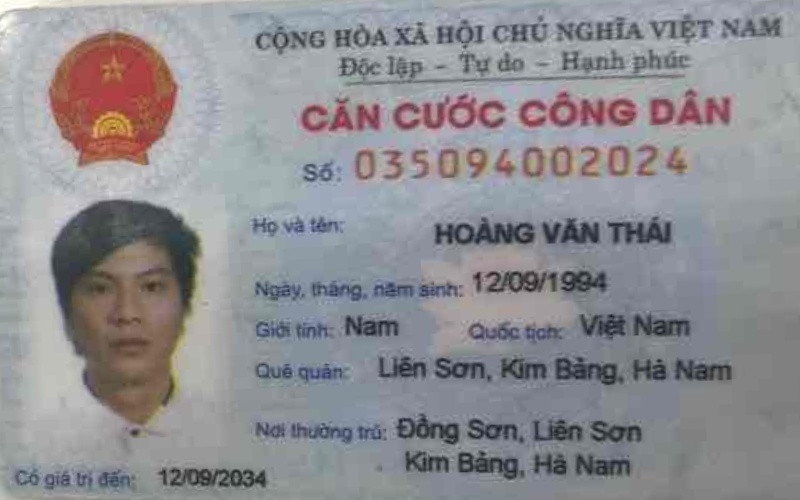 CỘNG HÒA XÃ HỘI CHỦ NGHĨA VIỆT NAM
Độc lập - Tự do - Hạnh phúc
CĂN CƯỚC CÔNG DÂN
Số: 035094002024
Họ và tên: HOÀNG VĂN THÁI
Ngày, tháng, năm sinh: 12/09/1994
Giới tính: Nam Quốc tịch: Việt Nam
Quê quán: Liên Sơn, Kim Bảng, Hà Nam
Nơi thường trú: Đồng Sơn, Liên Sơn
Kim Bảng, Hà Nam
Có giá trị đến: 12/09/2034